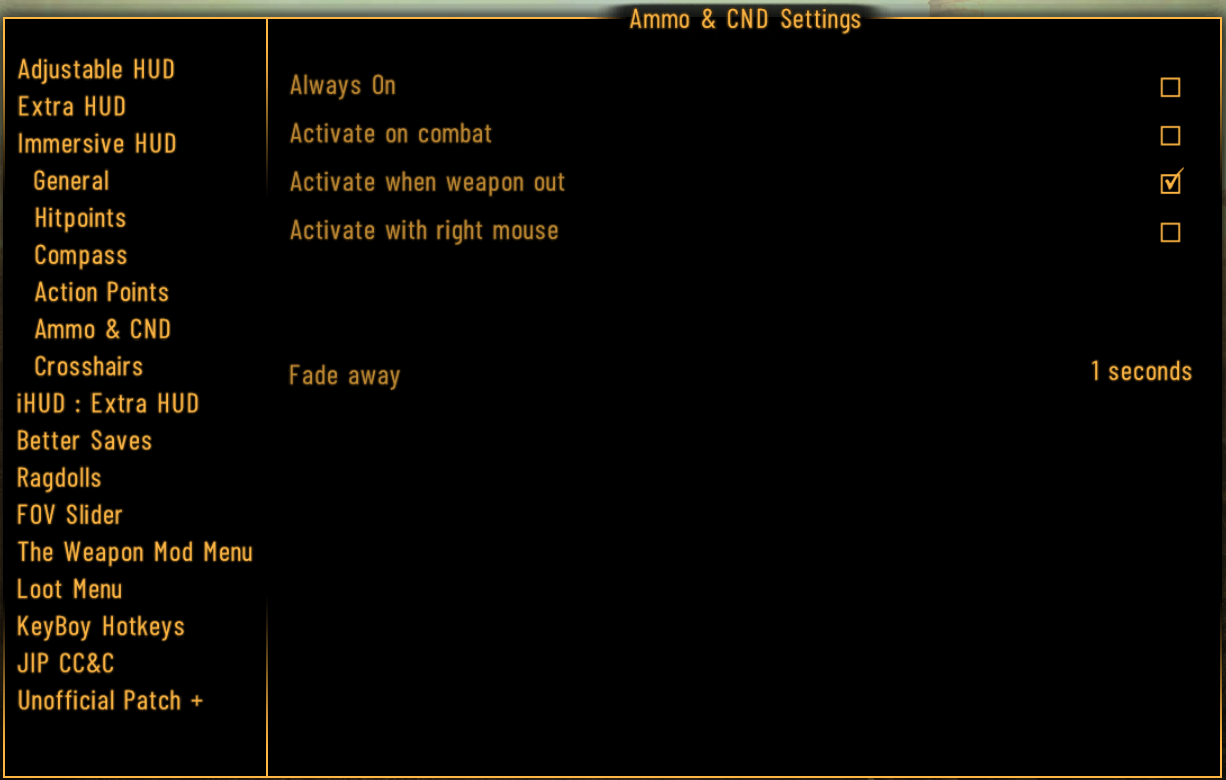 Ammo & CND Settings
Adjustable HUD
Extra HUD
Immersive HUD
General
Hitpoints
Compass
Action Points
Ammo & CND
Crosshairs
iHUD : Extra HUD
Better Saves
Ragdolls
FOV Slider
The Weapon Mod Menu
Loot Menu
KeyBoy Hotkeys
JIP CC&C
Unofficial Patch +
Always On
Activate on combat
Activate when weapon out
Activate with right mouse
Fade away 1 seconds